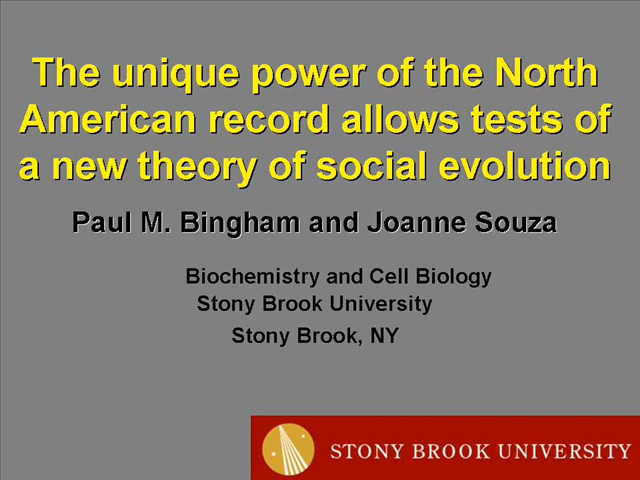 The unique power of the North
American record allows tests of
a new theory of social evolution
Paul M. Bingham and Joanne Souza
Biochemistry and Cell Biology
Stony Brook University
Stony Brook, NY
STONY BROOK UNIVERSITY